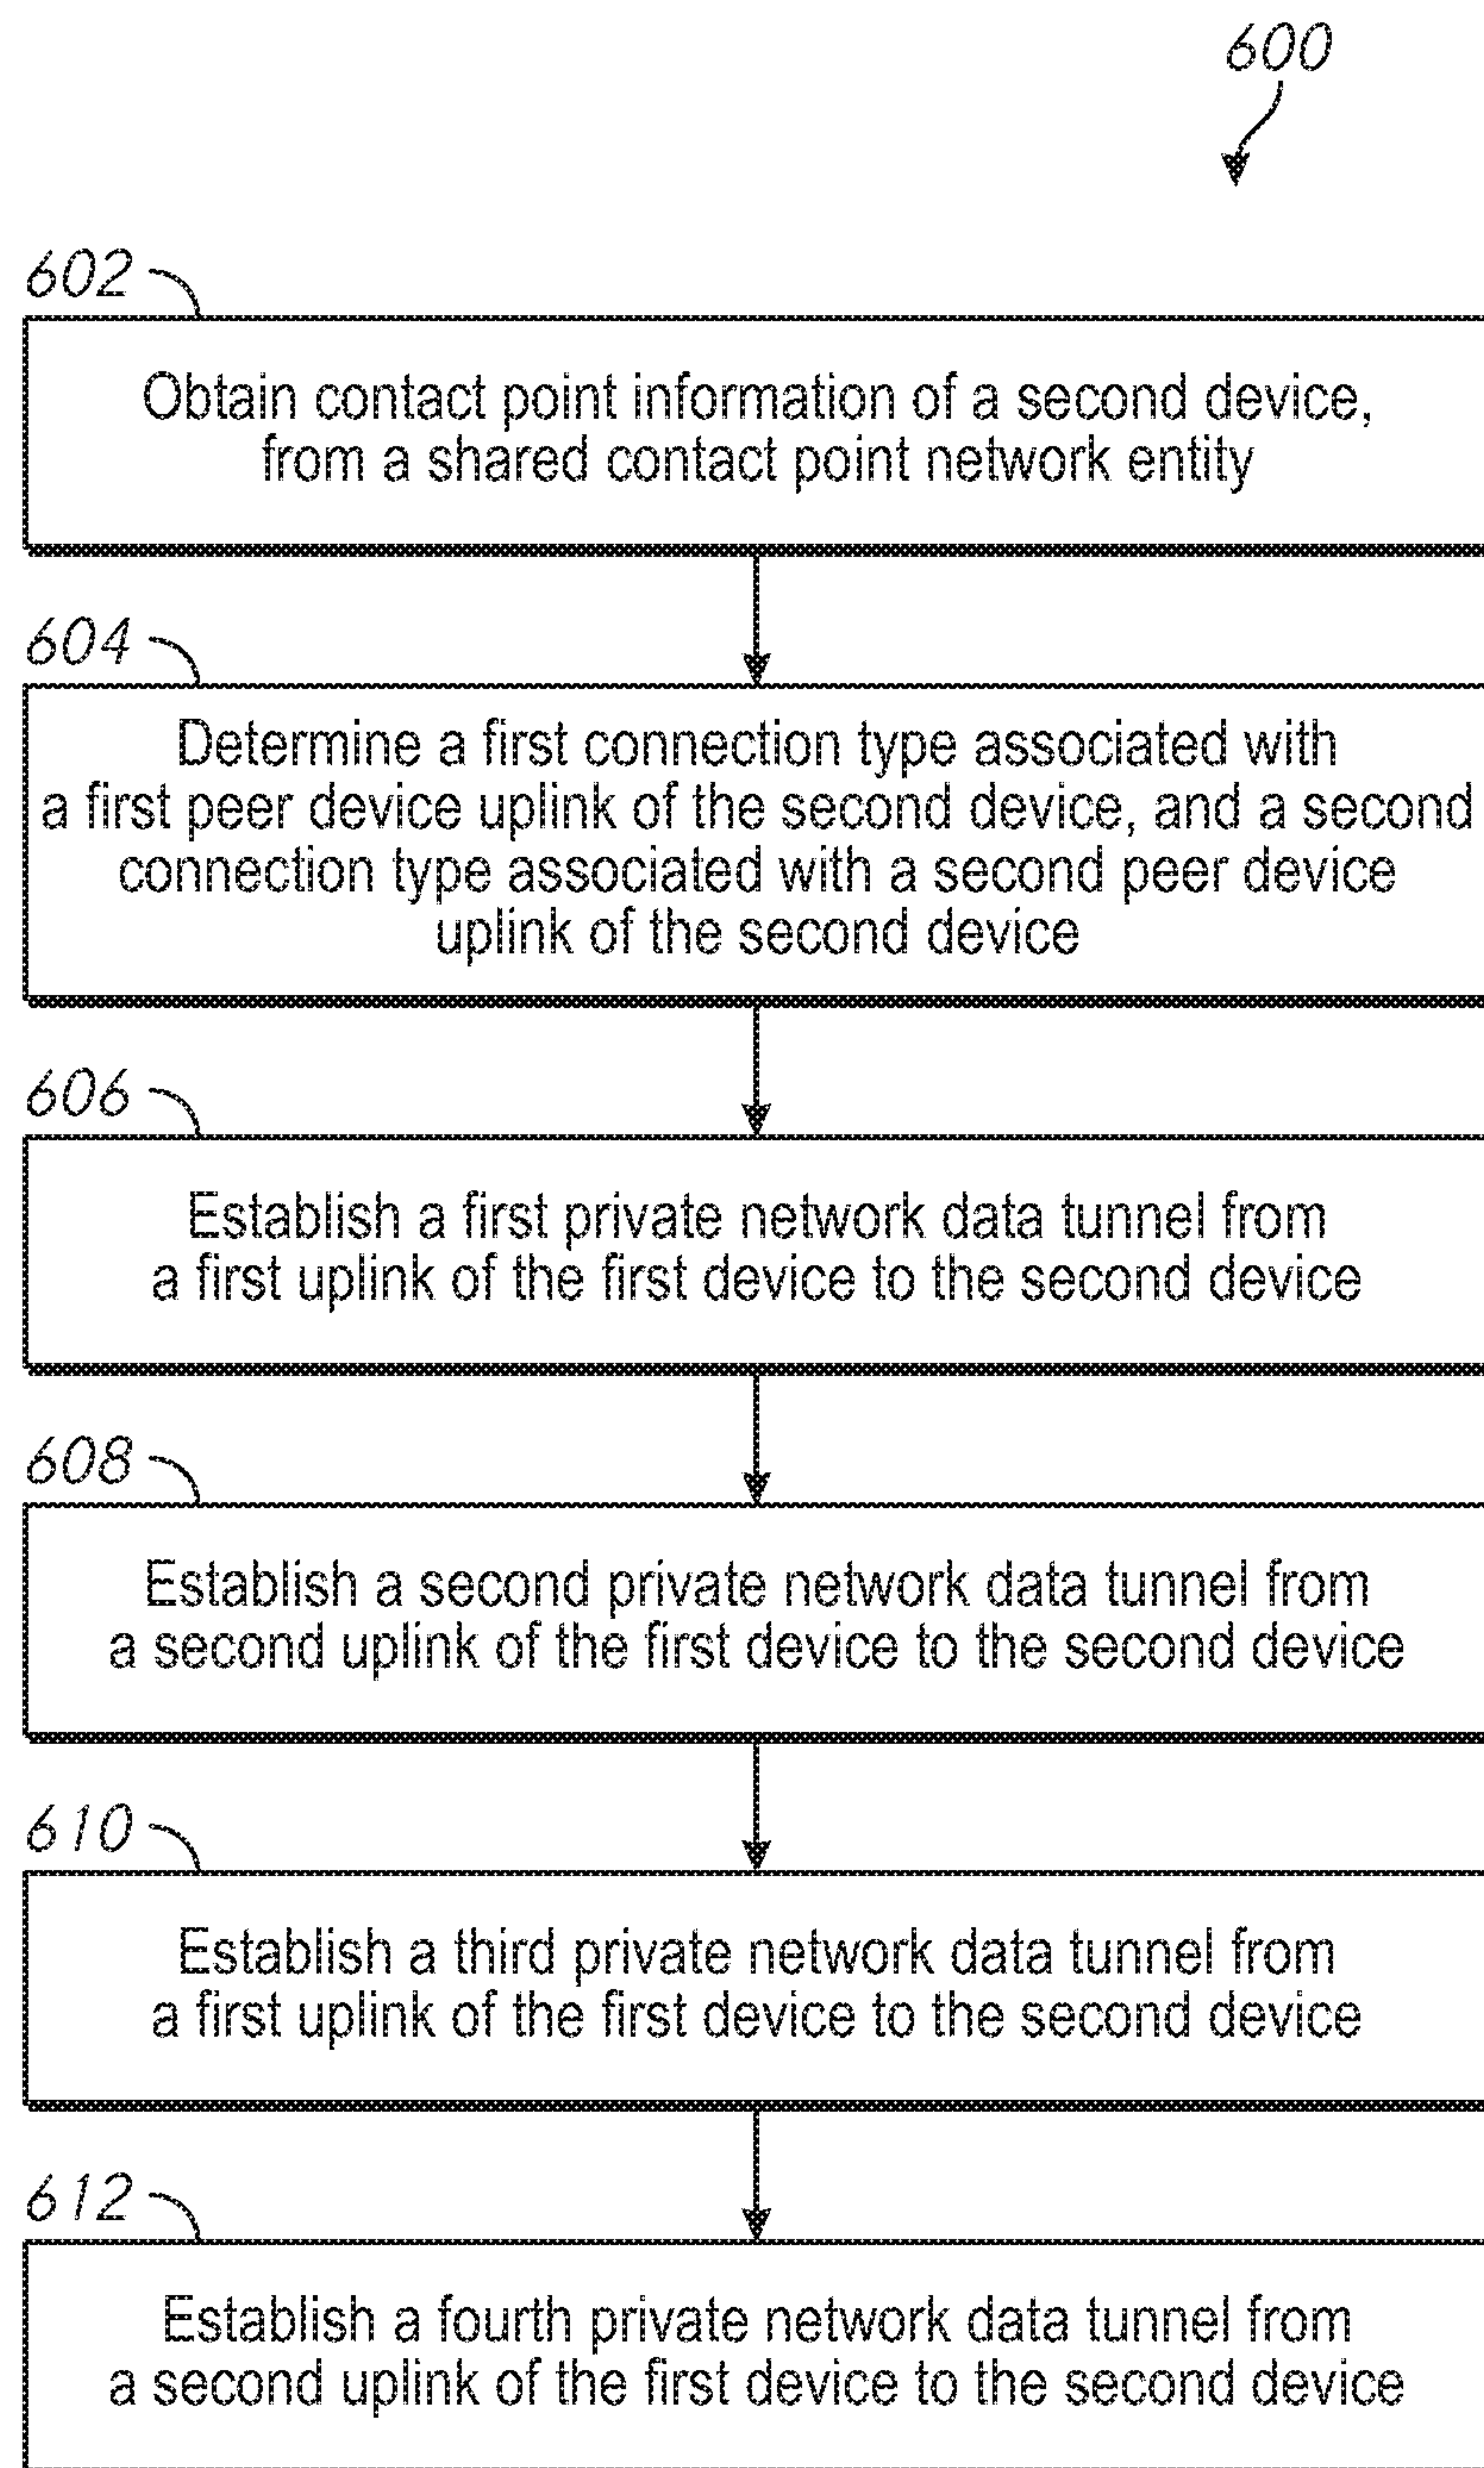 600
602
Obtain contact point information of a second device,
from a shared contact point network entity
604
Determine a first connection type associated with
a first peer device uplink of the second device, and a second
connection type associated with a second peer device
uplink of the second device
606
Establish a first private network data tunnel from
a first uplink of the first device to the second device
608
Establish a second private network data tunnel from
a second uplink of the first device to the second device
610
Establish a third private network data tunnel from
a first uplink of the first device to the second device
612
Establish a fourth private network data tunnel from
a second uplink of the first device to the second device